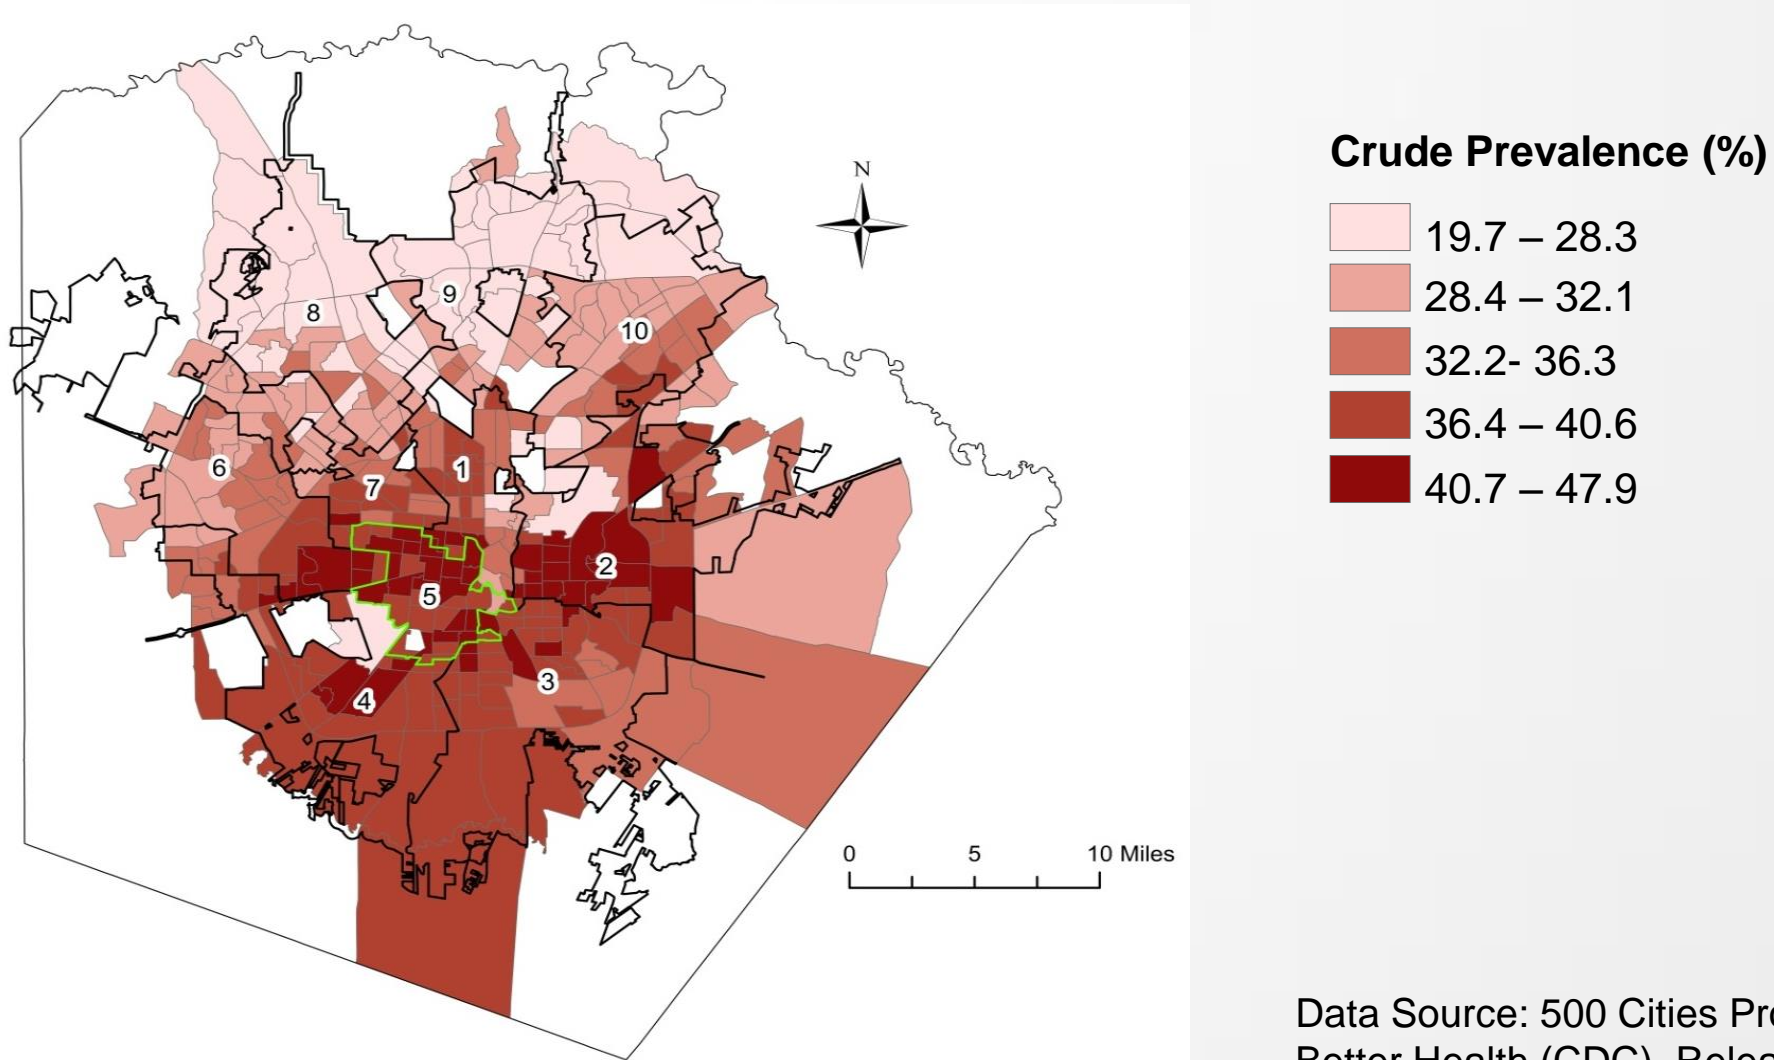 N
8
9
10
6
7
1
2
5
3
4
0 5 10 Miles
Crude Prevalence (%)
19.7 – 28.3
28.4 – 32.1
32.2- 36.3
36.4 – 40.6
40.7 – 47.9
Data Source: 500 Cities Pro
Better Health (CDC), Releas